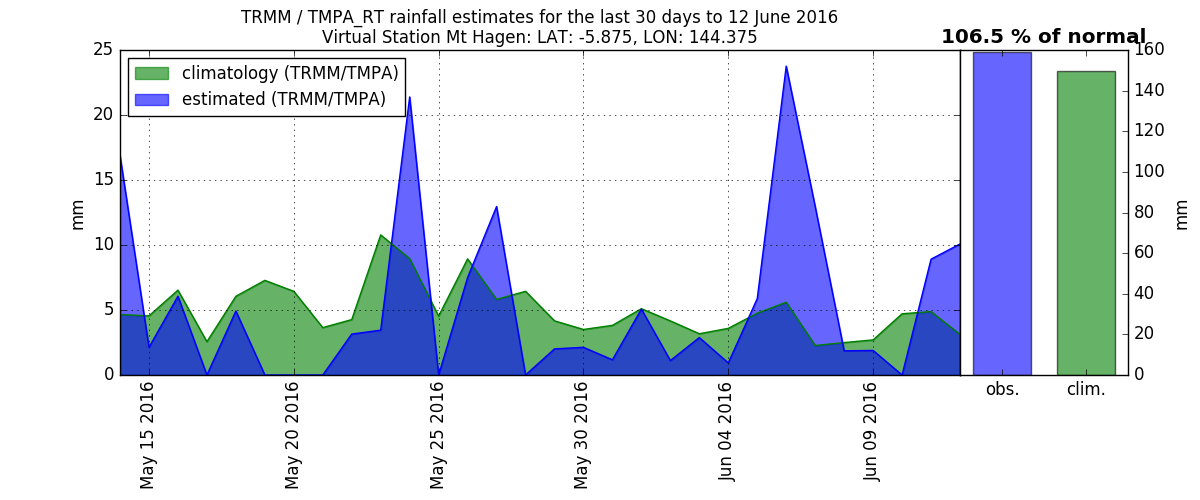 TRMM / TMPA_RT rainfall estimates for the last 30 days to 12 June 2016
Virtual Station Mt Hagen: LAT: -5.875, LON: 144.375
106.5 % of normal
climatology (TRMM/TMPA)
estimated (TRMM/TMPA)
25
20
15
10
5
0
mm
May 15 2016
May 20 2016
May 25 2016
May 30 2016
Jun 04 2016
Jun 09 2016
160
140
120
100
80
60
40
20
0
mm
obs.
clim.